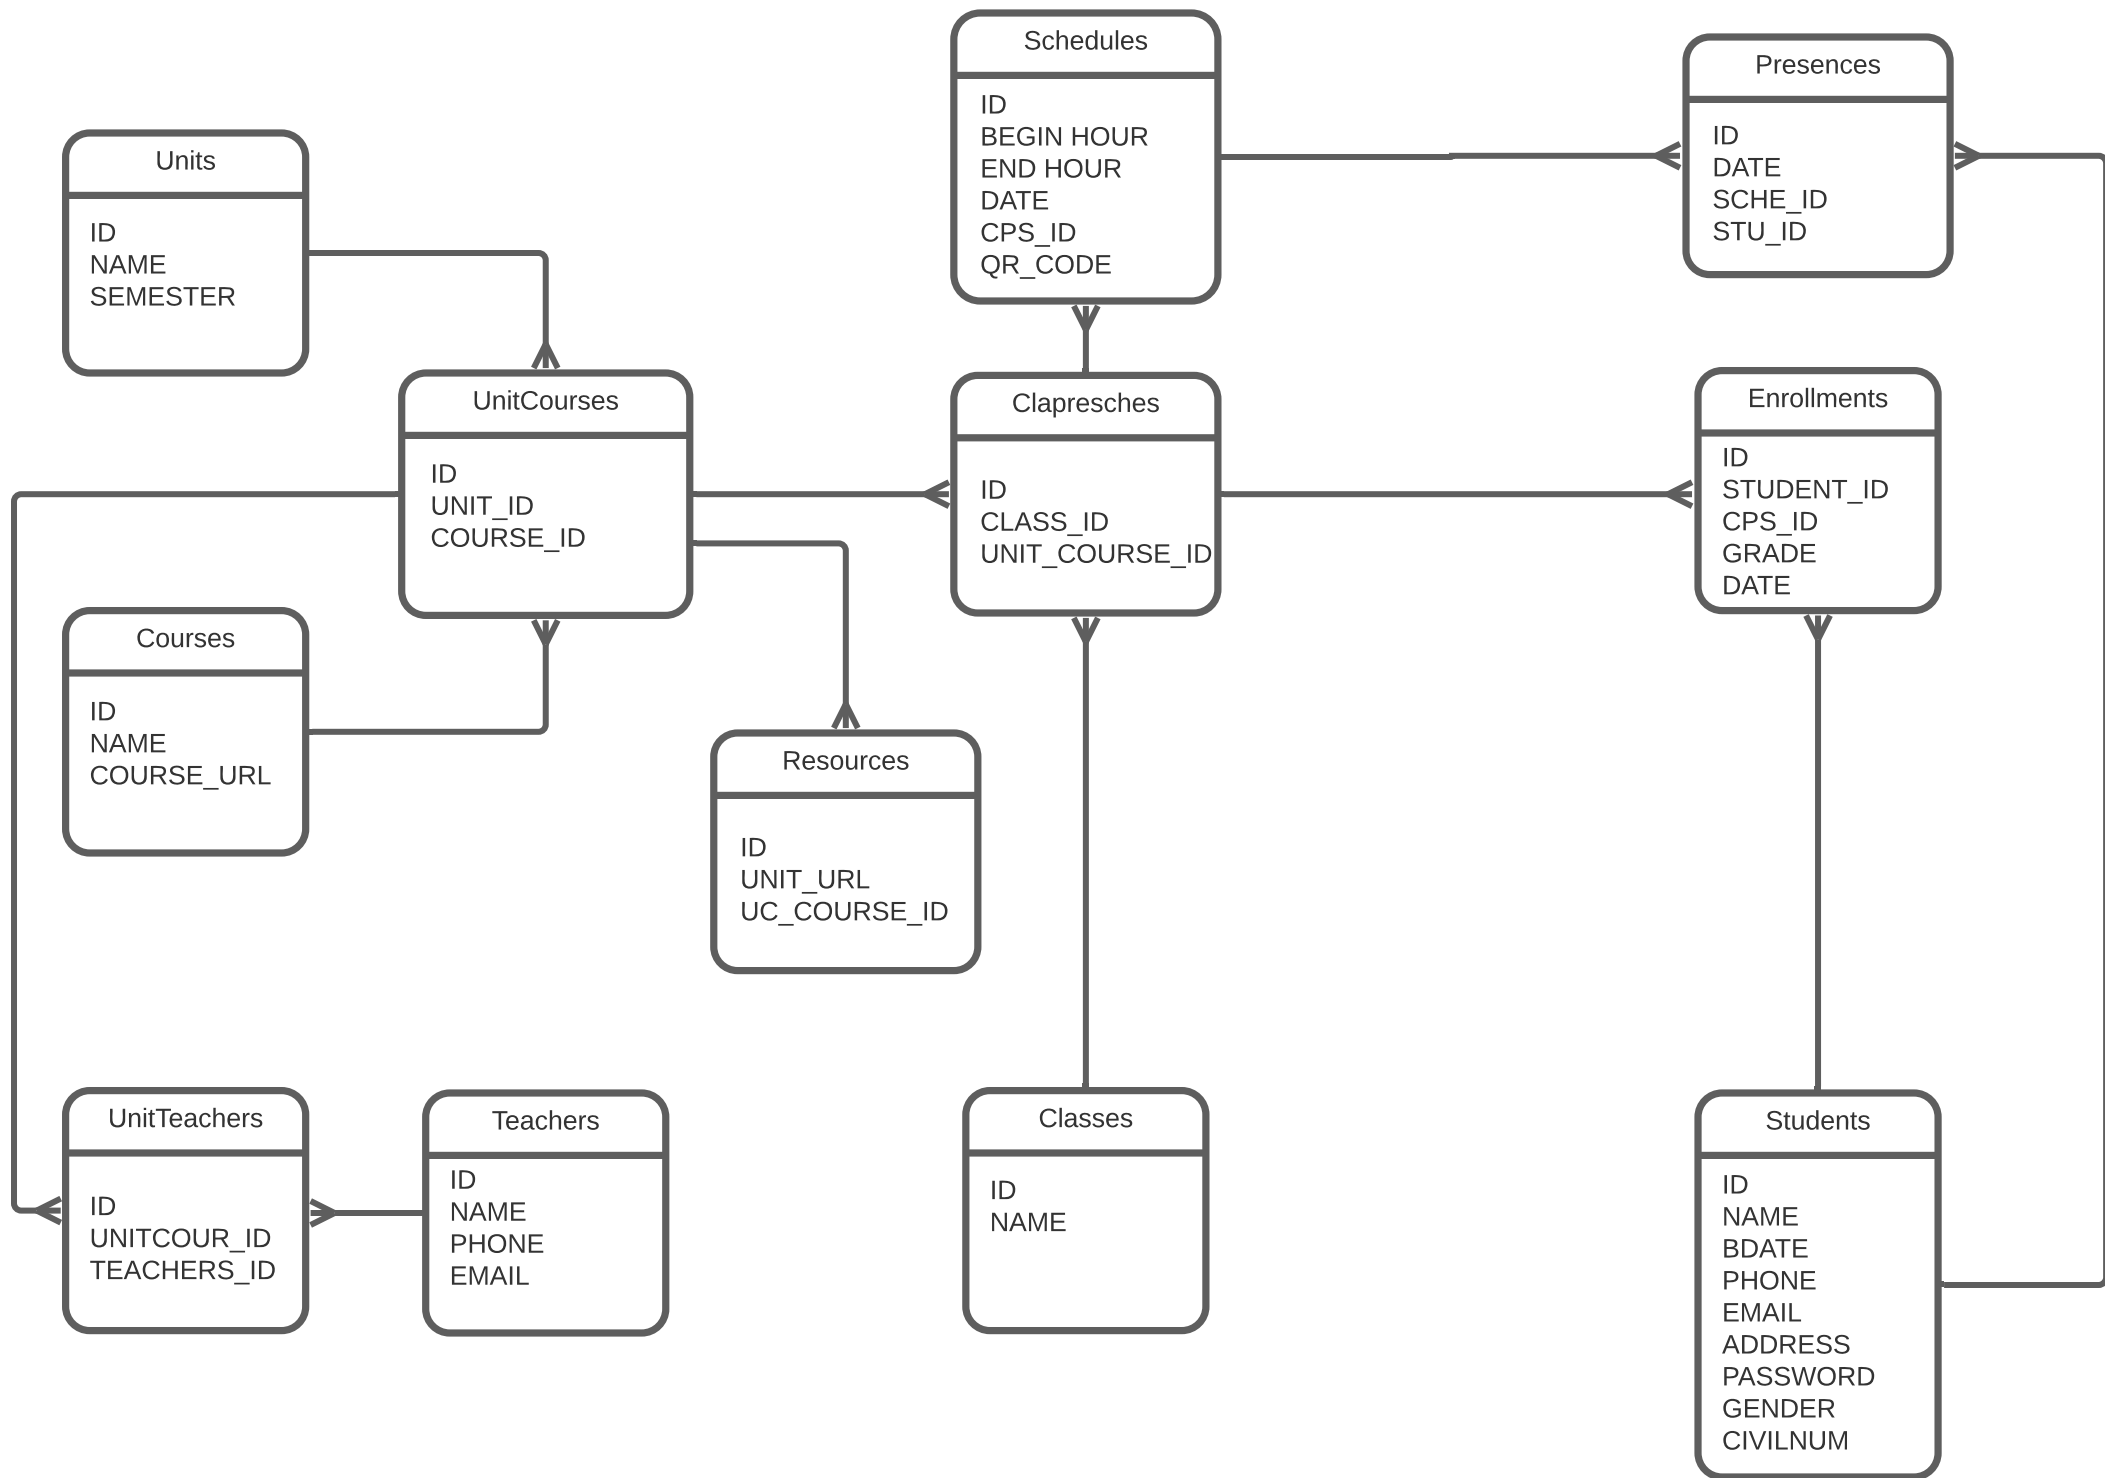 Schedules
ID
BEGIN HOUR
END HOUR
DATE
CPS_ID
QR_CODE
Presences
ID
DATE
SCHE_ID
STU_ID
Units
ID
NAME
SEMESTER
UnitCourses
ID
UNIT_ID
COURSE_ID
Clapresches
ID
CLASS_ID
UNIT_COURSE_ID
Enrollments
ID
STUDENT_ID
CPS_ID
GRADE
DATE
Courses
ID
NAME
COURSE_URL
Resources
ID
UNIT_URL
UC_COURSE_ID
UnitTeachers
ID
UNITCOUR_ID
TEACHERS_ID
Teachers
ID
NAME
PHONE
EMAIL
Classes
ID
NAME
Students
ID
NAME
BDATE
PHONE
EMAIL
ADDRESS
PASSWORD
GENDER
CIVILNUM